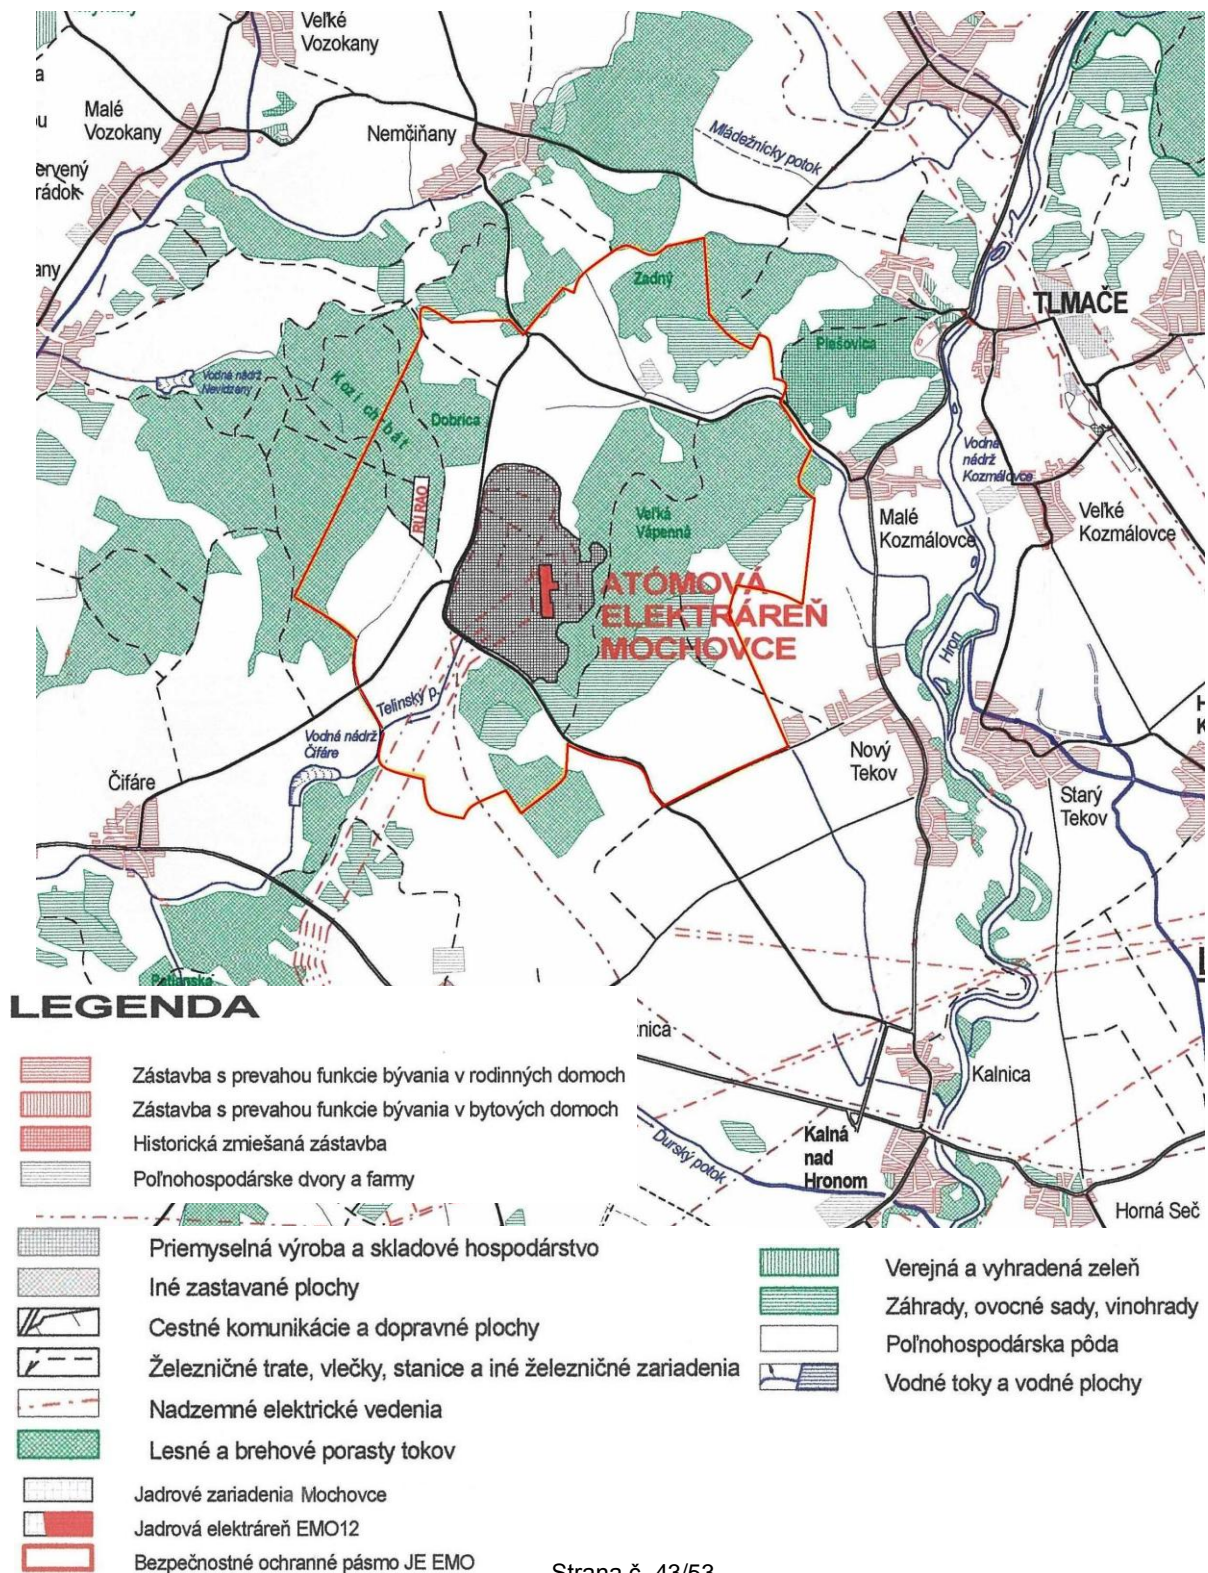 Veľké
Vozokany
Malé
Vozokany
Nemčiňany
Mládežnícky potok
Zadný
TLMAČE
Plešovica
Vodná nádrž
Nevidzany
Kozí chrbát
Dobrica
RU RAO
Veľká
Vápenná
Vodná
nádrž
Kozmálovce
Malé
Kozmálovce
Veľké
Kozmálovce
ATÓMOVÁ
ELEKTRÁREŇ
MOCHOVCE
Hron
Telinský p.
Vodná nádrž
Čifáre
Čifáre
Nový
Tekov
Starý
Tekov
Kalnica
Kalná
nad
Hronom
Durský potok
Horná Seč
LEGENDA
Zástavba s prevahou funkcie bývania v rodinných domoch
Zástavba s prevahou funkcie bývania v bytových domoch
Historická zmiešaná zástavba
Poľnohospodárske dvory a farmy
Priemyselná výroba a skladové hospodárstvo
Iné zastavané plochy
Cestné komunikácie a dopravné plochy
Železničné trate, vlečky, stanice a iné železničné zariadenia
Nadzemné elektrické vedenia
Lesné a brehové porasty tokov
Jadrové zariadenia Mochovce
Jadrová elektráreň EMO12
Bezpečnostné ochranné pásmo JE EMO
Verejná a vyhradená zeleň
Záhrady, ovocné sady, vinohrady
Poľnohospodárska pôda
Vodné toky a vodné plochy
Strana č. 43/53